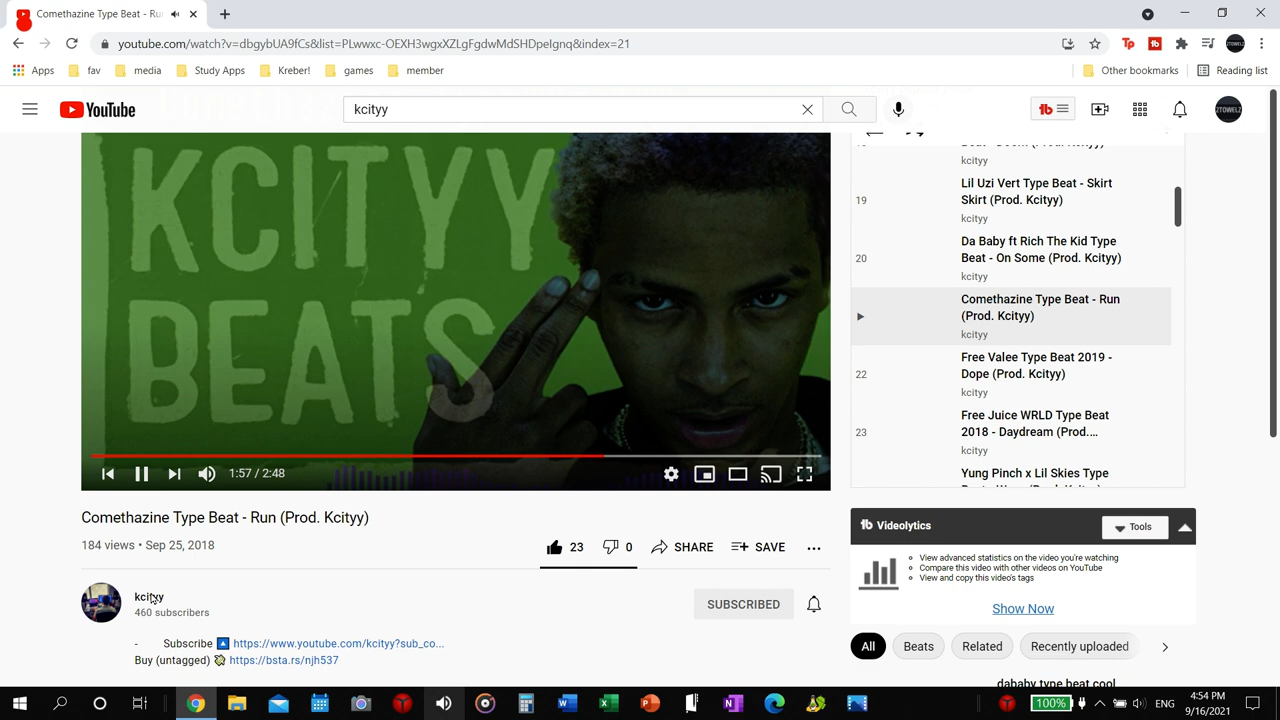 Comethazine Type Beat - Ru
youtube.com/watch?v=dbgybUA9fCs&list=PLwwxc-OEXH3wgxXZLgFgdwMdSHDreIgnq&index=21
Apps fav media Study Apps Kreber! games member Other bookmarks Reading list
YouTube
kcityy
KCITYY
BEATS
1:57 / 2:48
kcityy
19
Lil Uzi Vert Type Beat - Skirt
Skirt (Prod. Kcityy)
kcityy
20
Da Baby ft Rich The Kid Type
Beat - On Some (Prod. Kcityy)
kcityy
Comethazine Type Beat - Run
(Prod. Kcityy)
kcityy
22
Free Valee Type Beat 2019 -
Dope (Prod. Kcityy)
kcityy
23
Free Juice WRLD Type Beat
2018 - Daydream (Prod....
kcityy
Yung Pinch x Lil Skies Type
Comethazine Type Beat - Run (Prod. Kcityy)
184 views • Sep 25, 2018
23 0 SHARE SAVE
kcityy
460 subscribers
SUBSCRIBED
- Subscribe https://www.youtube.com/kcityy?sub_co...
Buy (untagged) https://bsta.rs/njh537
tb Videolytics
Tools
View advanced statistics on the video you're watching
Compare this video with other videos on YouTube
View and copy this video's tags
Show Now
All Beats Related Recently uploaded
dababy type beat cool
100% ENG
4:54 PM
9/16/2021